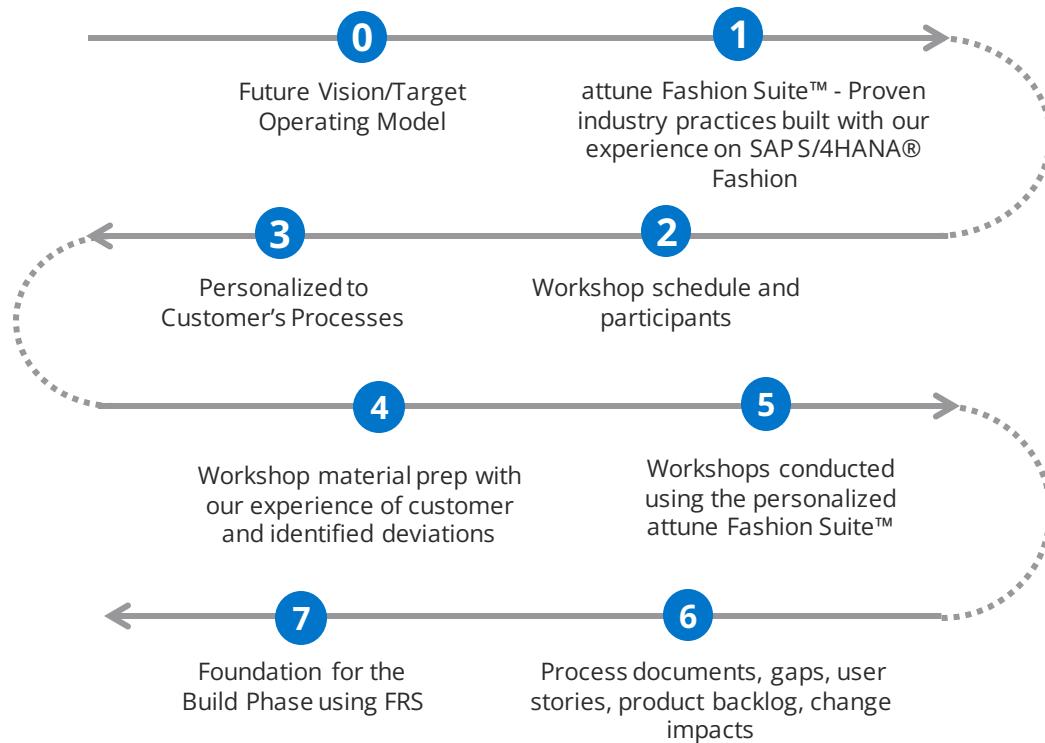 0
1
Future Vision/Target
Operating Model
attune Fashion Suite™ - Proven
industry practices built with our
experience on SAP S/4HANA®
Fashion
3
2
Personalized to
Customer's Processes
Workshop schedule and
participants
4
5
Workshop material prep with
our experience of customer
and identified deviations
Workshops conducted
using the personalized
attune Fashion Suite™
7
6
Foundation for the
Build Phase using FRS
Process documents, gaps, user
stories, product backlog, change
impacts